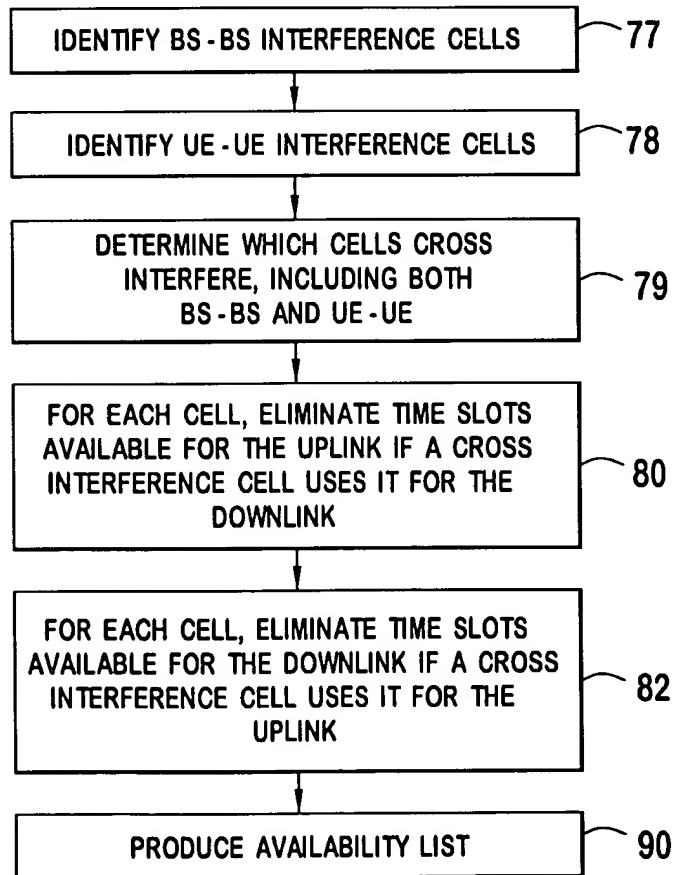 IDENTIFY BS-BS INTERFERENCE CELLS
77
IDENTIFY UE-UE INTERFERENCE CELLS
78
DETERMINE WHICH CELLS CROSS
INTERFERE, INCLUDING BOTH
BS-BS AND UE-UE
79
FOR EACH CELL, ELIMINATE TIME SLOTS
AVAILABLE FOR THE UPLINK IF A CROSS
INTERFERENCE CELL USES IT FOR THE
DOWNLINK
80
FOR EACH CELL, ELIMINATE TIME SLOTS
AVAILABLE FOR THE DOWNLINK IF A CROSS
INTERFERENCE CELL USES IT FOR THE
UPLINK
82
PRODUCE AVAILABILITY LIST
90